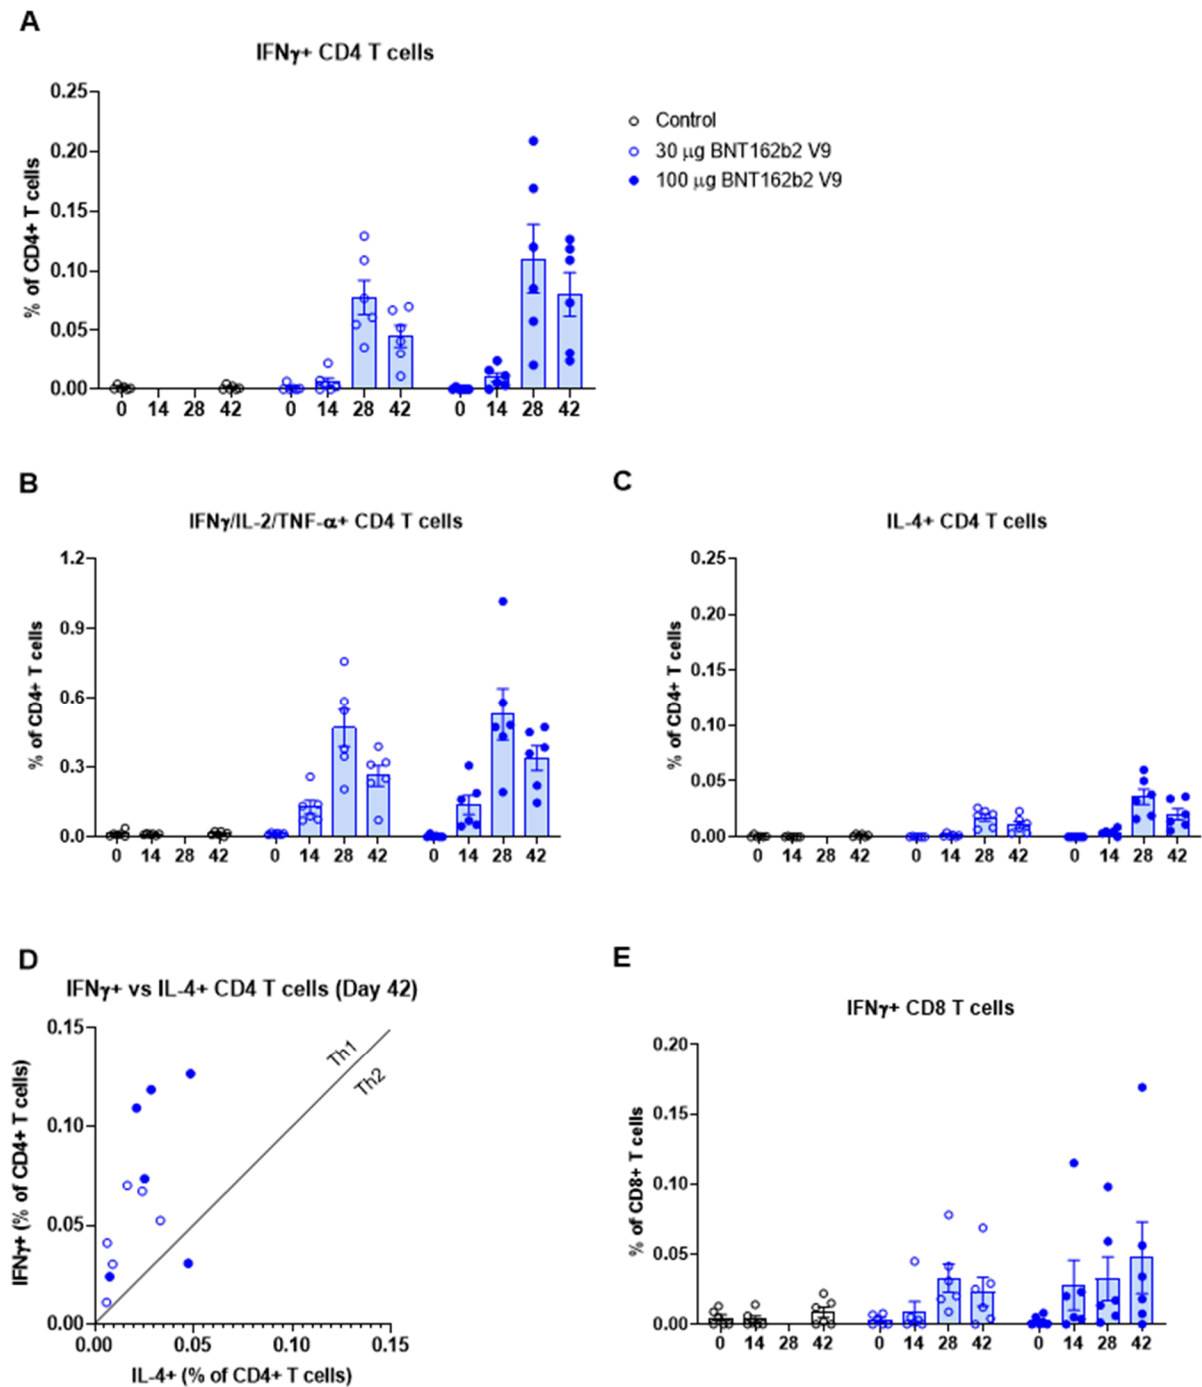 A
IFNγ+ CD4 T cells
0.25
0.20
0.15
0.10
0.05
0.00
% of CD4+ T cells
0 14 28 42 0 14 28 42 0 14 28 42
Control
30 μg BNT162b2 V9
100 μg BNT162b2 V9
B
IFNγ/IL-2/TNF-α+ CD4 T cells
1.2
0.9
0.6
0.3
0.0
% of CD4+ T cells
0 14 28 42 0 14 28 42 0 14 28 42
C
IL-4+ CD4 T cells
0.25
0.20
0.15
0.10
0.05
0.00
% of CD4+ T cells
0 14 28 42 0 14 28 42 0 14 28 42
D
IFNγ+ vs IL-4+ CD4 T cells (Day 42)
0.15
0.10
0.05
0.00
IFNγ+ (% of CD4+ T cells)
Th1
Th2
0.00 0.05 0.10 0.15
IL-4+ (% of CD4+ T cells)
E
IFNγ+ CD8 T cells
0.20
0.15
0.10
0.05
0.00
% of CD8+ T cells
0 14 28 42 0 14 28 42 0 14 28 42